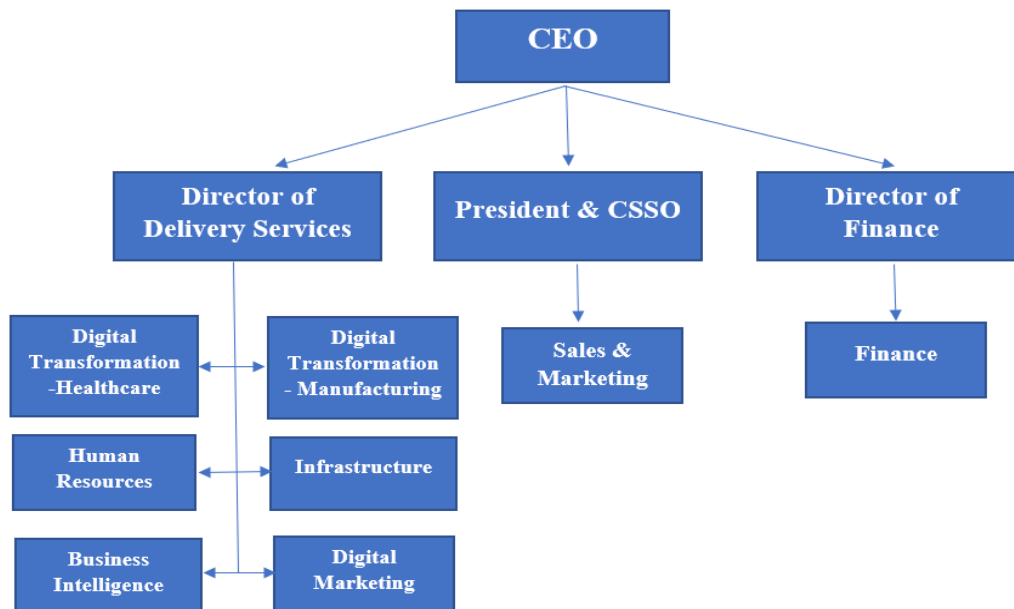 CEO
Director of
Delivery Services
President & CSSO
Director of
Finance
Digital
Transformation
-Healthcare
Digital
Transformation
- Manufacturing
Sales &
Marketing
Finance
Human
Resources
Infrastructure
Business
Intelligence
Digital
Marketing